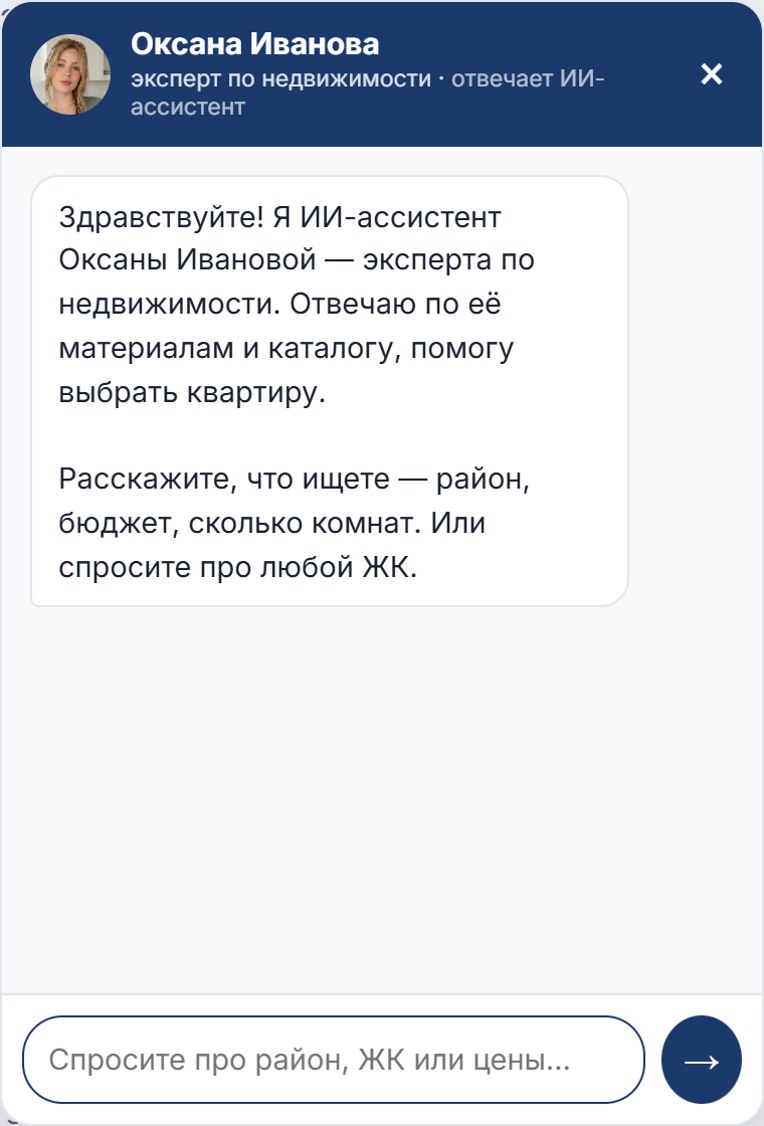 Оксана Иванова
эксперт по недвижимости · отвечает ИИ-
ассистент
×
Здравствуйте! Я ИИ-ассистент
Оксаны Ивановой — эксперта по
недвижимости. Отвечаю по её
материалам и каталогу, помогу
выбрать квартиру.
Расскажите, что ищете — район,
бюджет, сколько комнат. Или
спросите про любой ЖК.
Спросите про район, ЖК или цены...
→